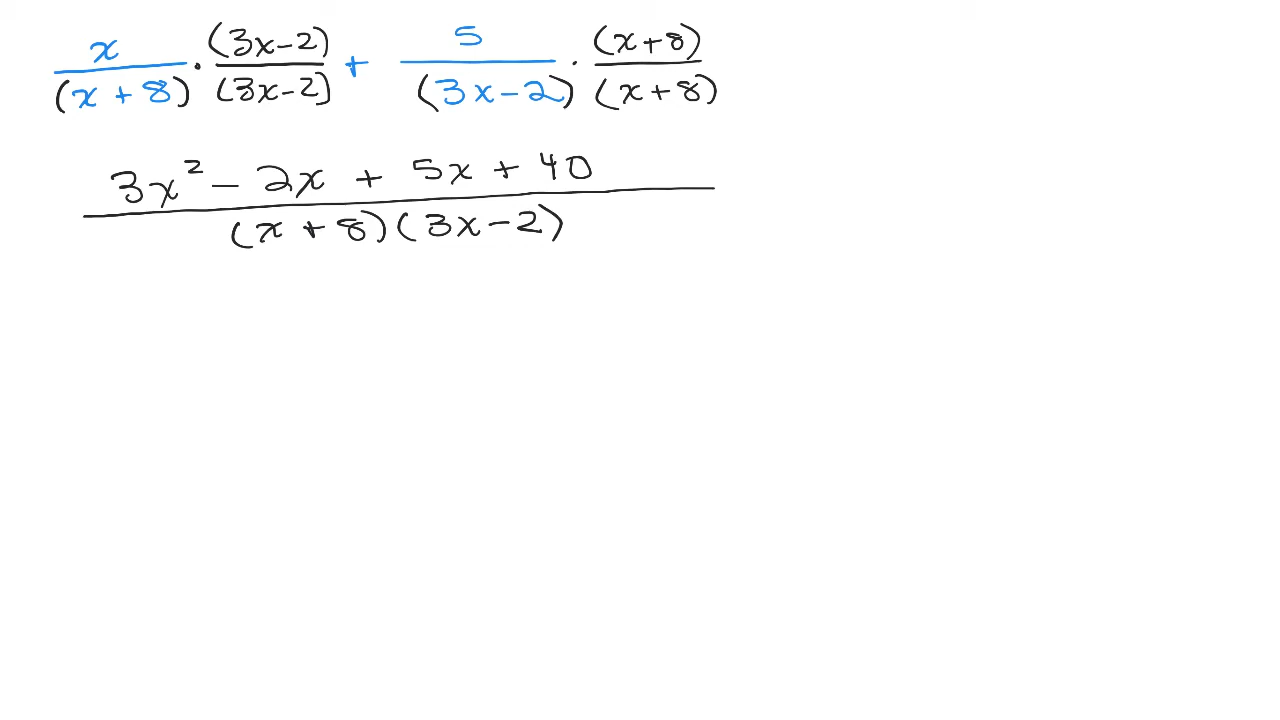 x/(x + 8) · (3x-2)/(3x-2) + 5/(3x-2) · (x+8)/(x+8)
(3x² - 2x + 5x + 40)/((x + 8)(3x-2))